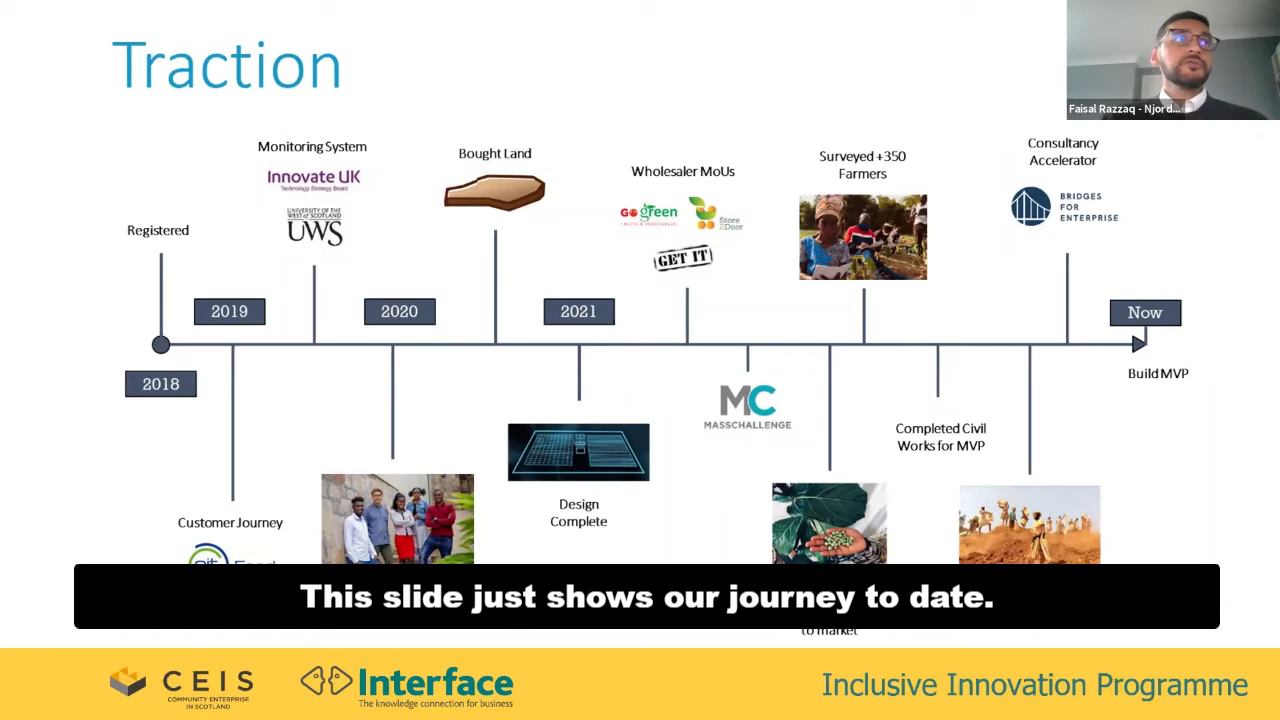 Traction
Faisal Razzaq - Njord...
Monitoring System
Innovate UK
Technology Strategy Board
UNIVERSITY OF THE
WEST OF SCOTLAND
UWS
Bought Land
Wholesaler MoUs
GO green
FRUITS & VEGETABLES
Store
2Door
GET IT
Surveyed +350
Farmers
Consultancy
Accelerator
BRIDGES
FOR
ENTERPRISE
Registered
2019
2020
2021
Now
2018
Build MVP
MC
MASSCHALLENGE
Completed Civil
Works for MVP
Design
Complete
Customer Journey
This slide just shows our journey to date.
to market
CEIS
COMMUNITY ENTERPRISE
IN SCOTLAND
Interface
The knowledge connection for business
Inclusive Innovation Programme